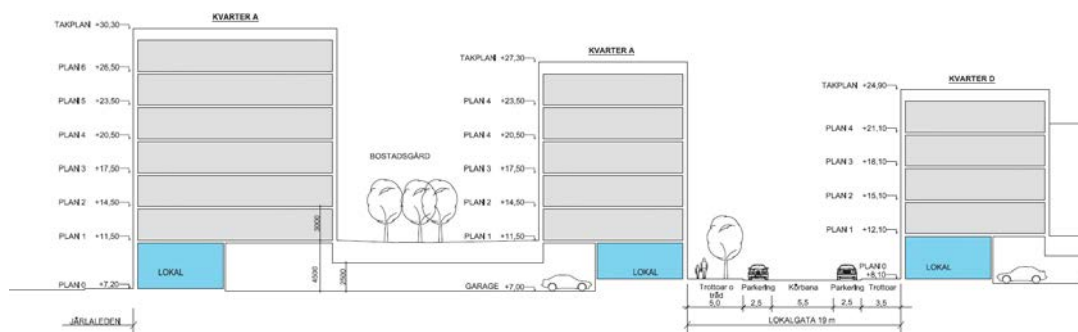 KVARTER A
TAKPLAN +30,30
PLAN 6 +26,50
PLAN 5 +23,50
PLAN 4 +20,50
PLAN 3 +17,50
PLAN 2 +14,50
PLAN 1 +11,50
PLAN 0 +7,20
LOKAL
JÄRLALEDEN
3000
4500
2500
BOSTADSGÅRD
KVARTER A
TAKPLAN +27,30
PLAN 4 +23,50
PLAN 4 +20,50
PLAN 3 +17,50
PLAN 2 +14,50
PLAN 1 +11,50
GARAGE +7,00
LOKAL
Trottoar o Parkering Körbana Parkering Trottoar
träd
5,0 2,5 5,5 2,5 3,5
LOKALGATA 19 m
KVARTER D
TAKPLAN +24,90
PLAN 4 +21,10
PLAN 3 +18,10
PLAN 2 +15,10
PLAN 1 +12,10
PLAN 0
+8,10
LOKAL